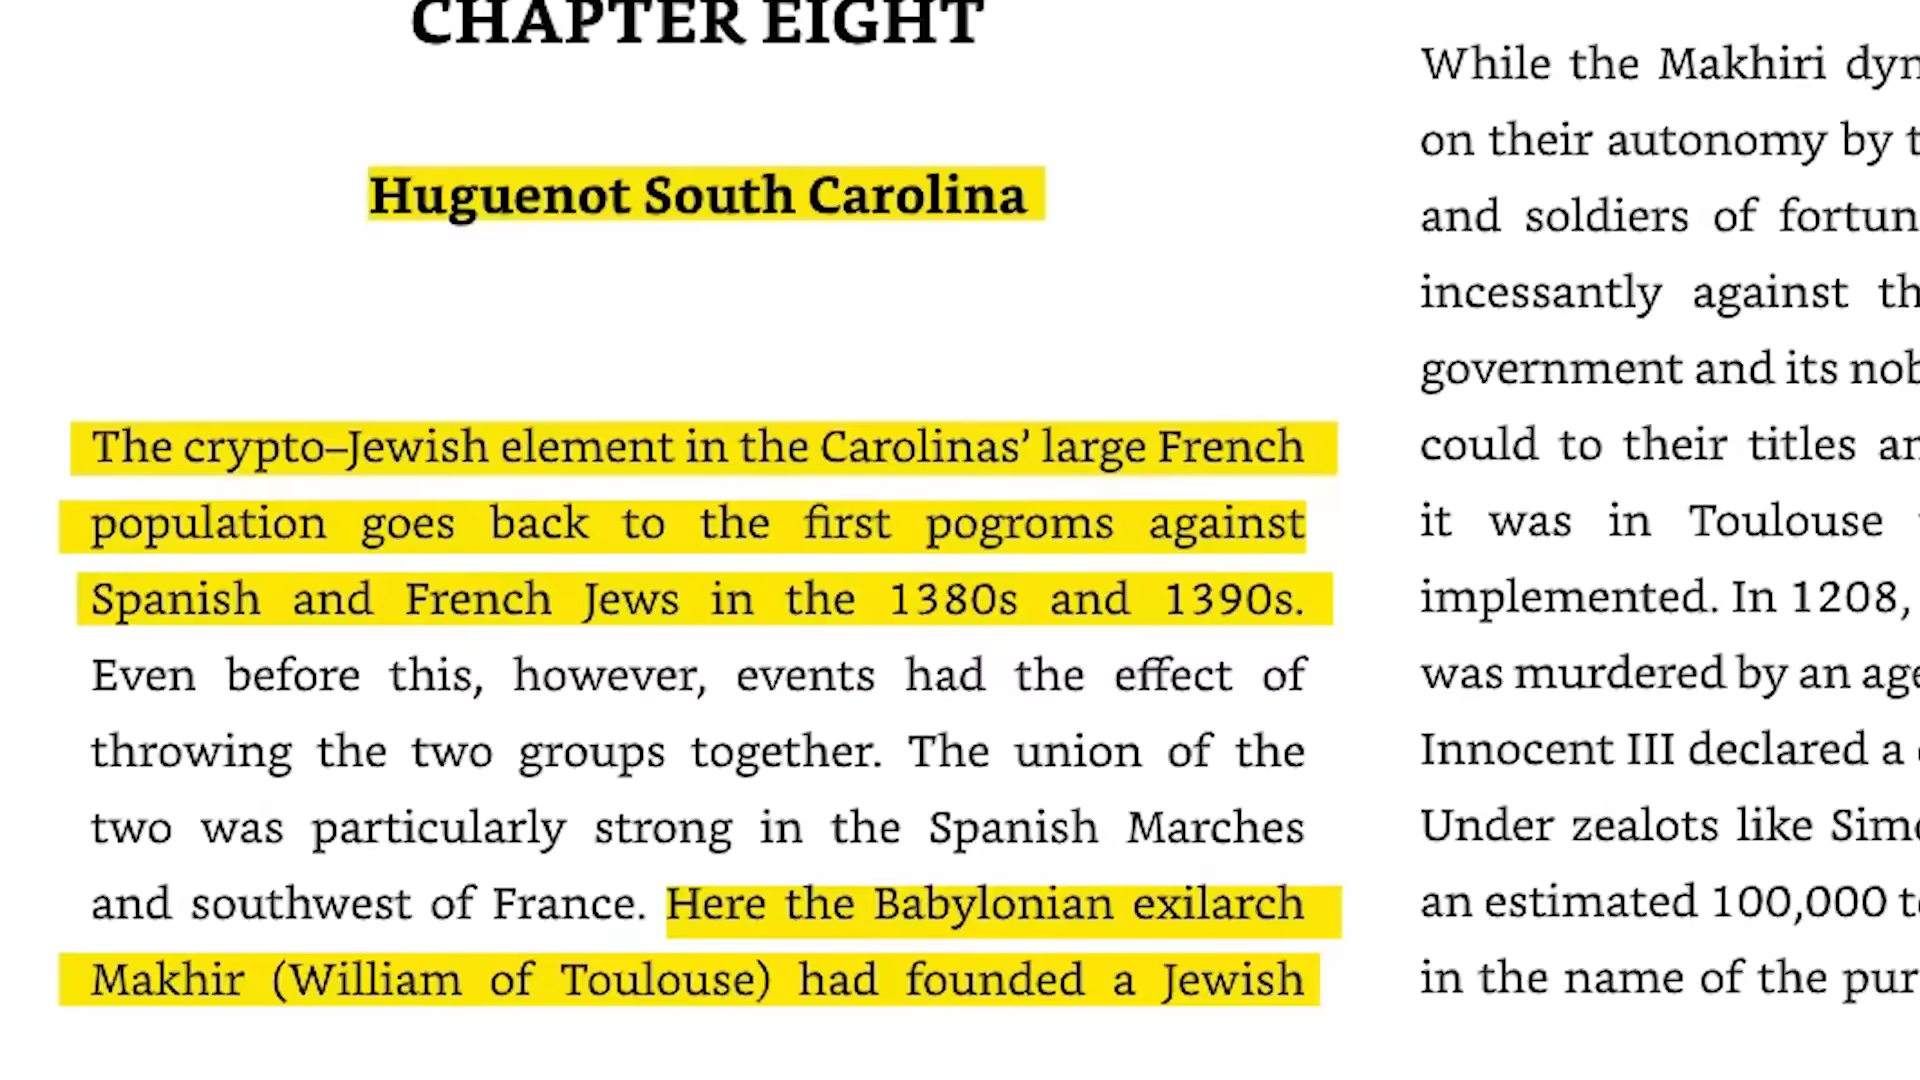 CHAPTER EIGHT
Huguenot South Carolina
The crypto–Jewish element in the Carolinas’ large French
population goes back to the first pogroms against
Spanish and French Jews in the 1380s and 1390s.
Even before this, however, events had the effect of
throwing the two groups together. The union of the
two was particularly strong in the Spanish Marches
and southwest of France. Here the Babylonian exilarch
Makhir (William of Toulouse) had founded a Jewish
While the Makhiri
on their autonomy by
and soldiers of
incessantly against
government and its
could to their titles
it was in Toulouse
implemented. In 1208,
was murdered by an
Innocent III declared a
Under zealots like
an estimated 100,000
in the name of the